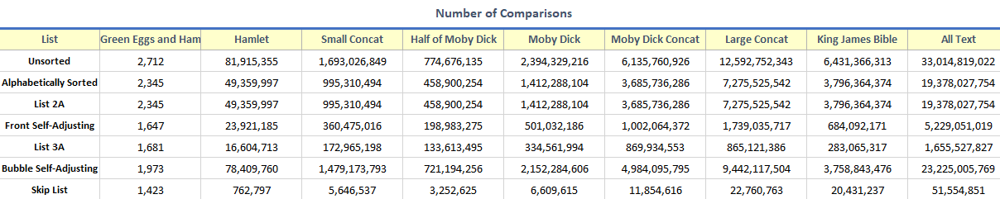 Number of Comparisons
List Green Eggs and Ham Hamlet Small Concat Half of Moby Dick Moby Dick Moby Dick Concat Large Concat King James Bible All Text
Unsorted 2,712 81,915,355 1,693,026,849 774,676,135 2,394,329,216 6,135,760,926 12,592,752,343 6,431,366,313 33,014,819,022
Alphabetically Sorted 2,345 49,359,997 995,310,494 458,900,254 1,412,288,104 3,685,736,286 7,275,525,542 3,796,364,374 19,378,027,754
List 2A 2,345 49,359,997 995,310,494 458,900,254 1,412,288,104 3,685,736,286 7,275,525,542 3,796,364,374 19,378,027,754
Front Self-Adjusting 1,647 23,921,185 360,475,016 198,983,275 501,032,186 1,002,064,372 1,739,035,717 684,092,171 5,229,051,019
List 3A 1,681 16,604,713 172,965,198 133,613,495 334,561,994 869,934,553 865,121,386 283,065,317 1,655,527,827
Bubble Self-Adjusting 1,973 78,409,760 1,479,173,793 721,194,256 2,152,284,606 4,984,095,795 9,442,117,504 3,758,843,476 23,225,005,769
Skip List 1,423 762,797 5,646,537 3,252,625 6,609,615 11,854,616 22,760,763 20,431,237 51,554,851